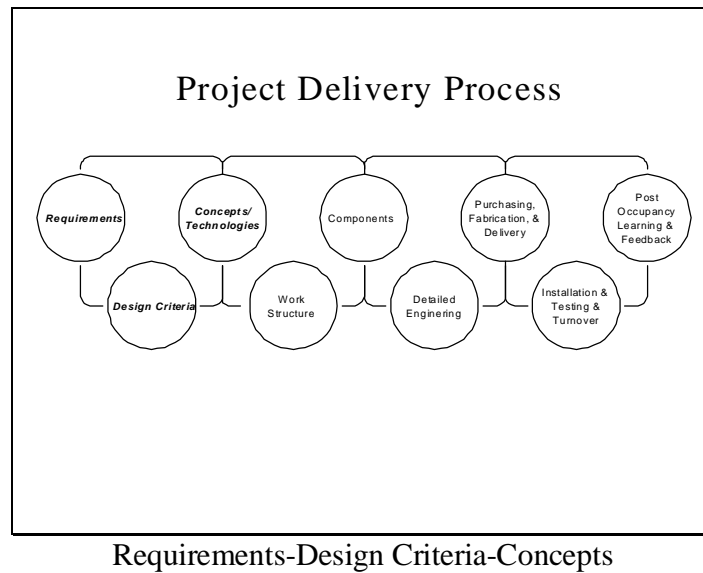 Project Delivery Process
Requirements
Concepts/
Technologies
Components
Purchasing,
Fabrication, &
Delivery
Post
Occupancy
Learning &
Feedback
Design Criteria
Work
Structure
Detailed
Enginering
Installation &
Testing &
Turnover
Requirements-Design Criteria-Concepts